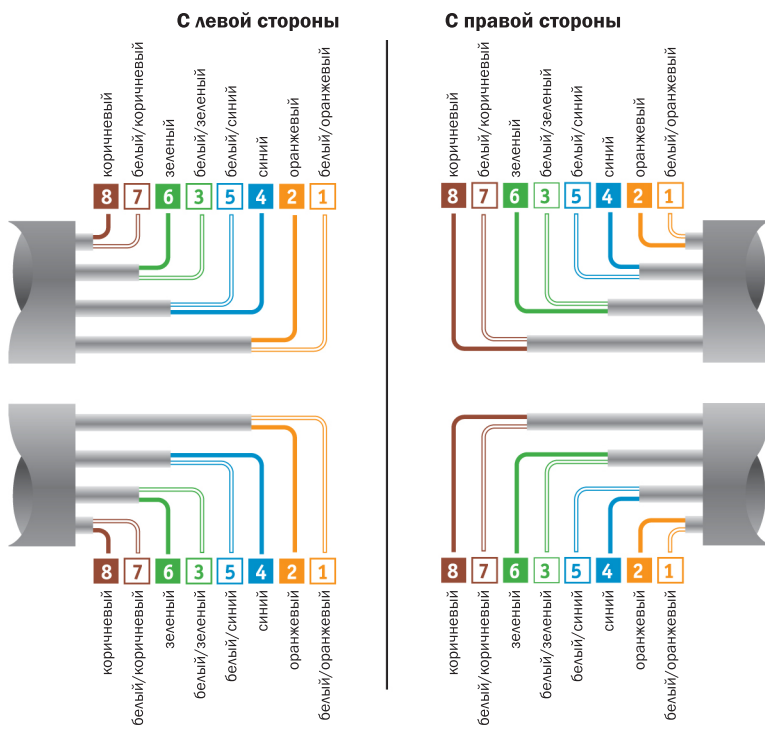 С левой стороны
С правой стороны
коричневый
белый/коричневый
зеленый
белый/зеленый
белый/синий
синий
оранжевый
белый/оранжевый
8 7 6 3 5 4 2 1
коричневый
белый/коричневый
зеленый
белый/зеленый
белый/синий
синий
оранжевый
белый/оранжевый
8 7 6 3 5 4 2 1
8 7 6 3 5 4 2 1
коричневый
белый/коричневый
зеленый
белый/зеленый
белый/синий
синий
оранжевый
белый/оранжевый
8 7 6 3 5 4 2 1
коричневый
белый/коричневый
зеленый
белый/зеленый
белый/синий
синий
оранжевый
белый/оранжевый